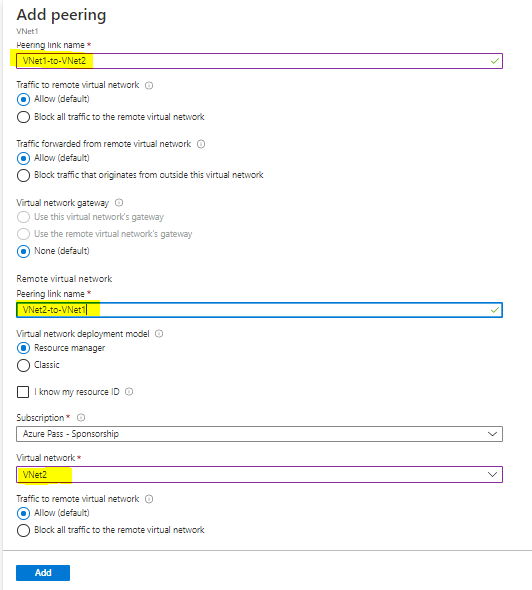 Add peering
VNet1
Peering link name *
VNet1-to-VNet2
Traffic to remote virtual network
Allow (default)
Block all traffic to the remote virtual network
Traffic forwarded from remote virtual network
Allow (default)
Block traffic that originates from outside this virtual network
Virtual network gateway
Use this virtual network's gateway
Use the remote virtual network's gateway
None (default)
Remote virtual network
Peering link name *
VNet2-to-VNet1
Virtual network deployment model
Resource manager
Classic
I know my resource ID
Subscription *
Azure Pass - Sponsorship
Virtual network *
VNet2
Traffic to remote virtual network
Allow (default)
Block all traffic to the remote virtual network
Add